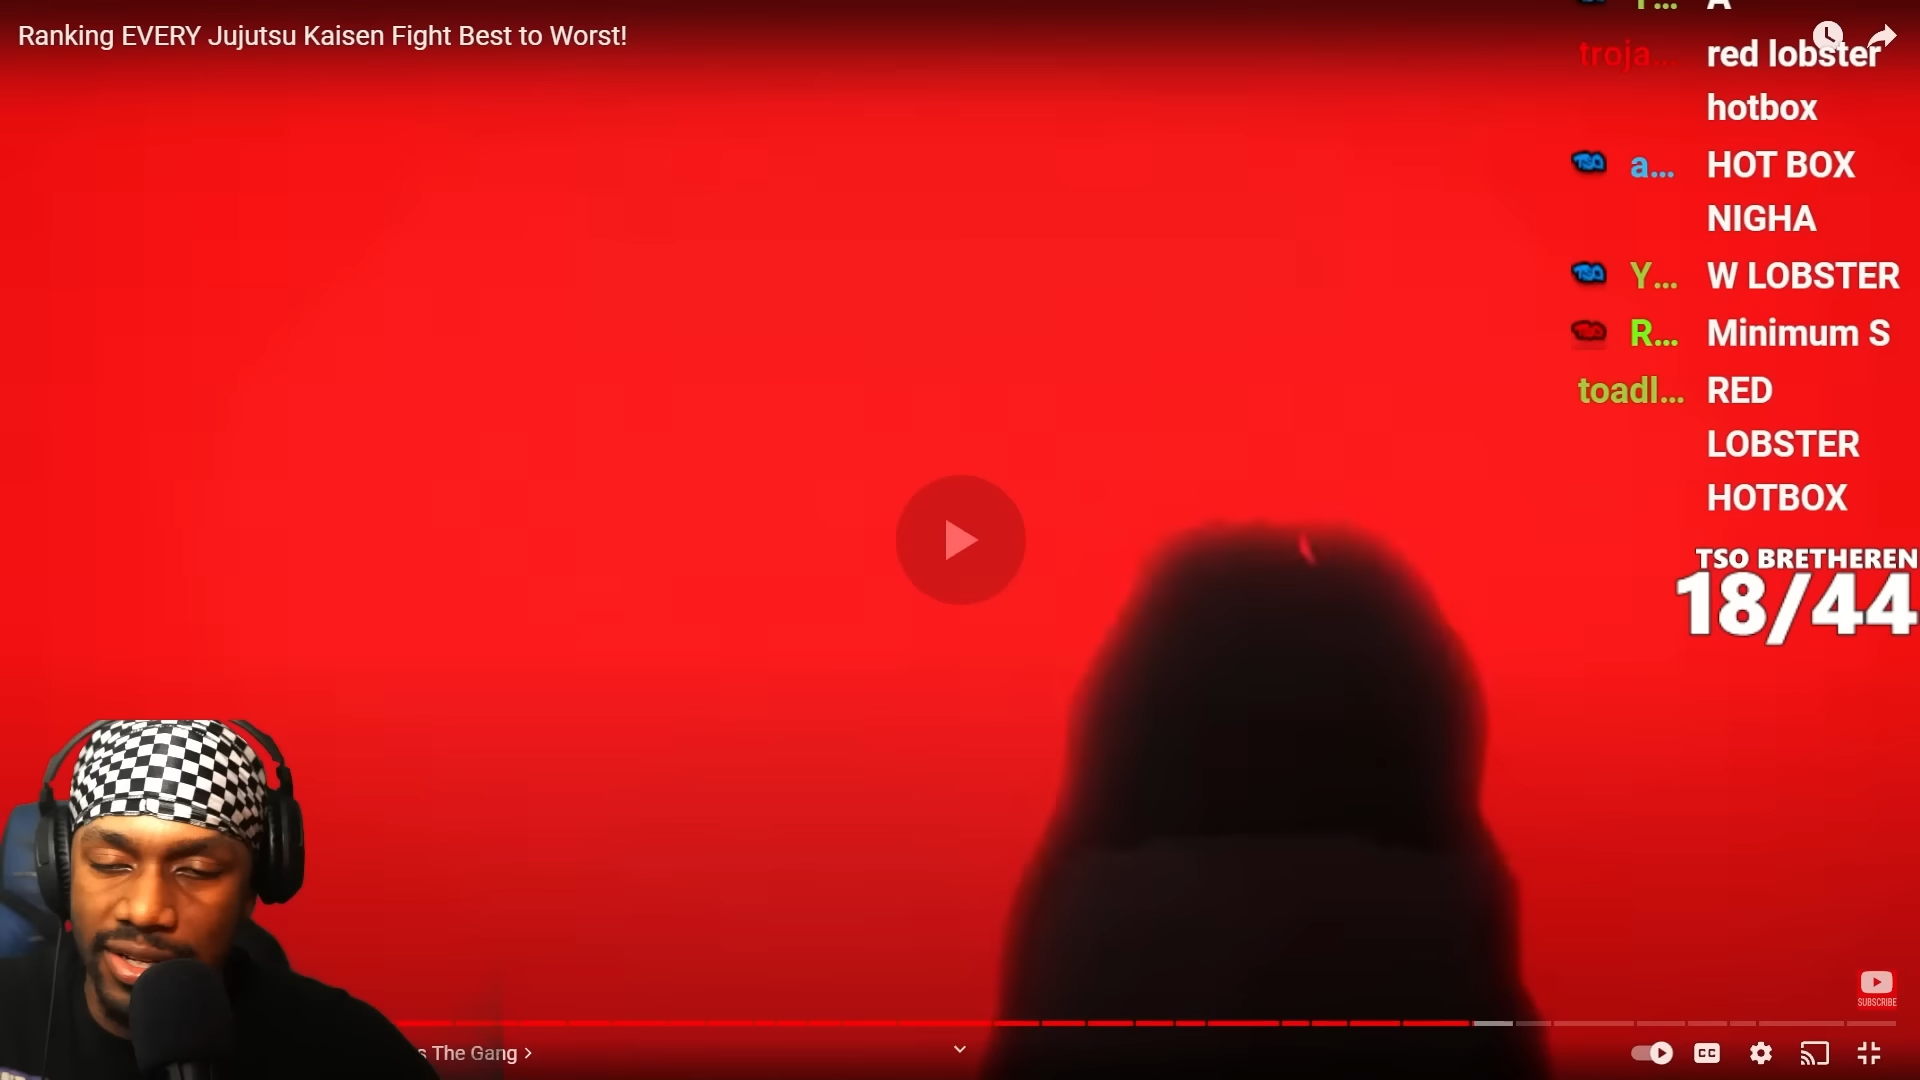 Ranking EVERY Jujutsu Kaisen Fight Best to Worst!
troja... red lobster
hotbox
a... HOT BOX
NIGHA
Y... W LOBSTER
R... Minimum S
toadl... RED
LOBSTER
HOTBOX
TSO BRETHEREN
18/44
SUBSCRIBE
s The Gang
CC